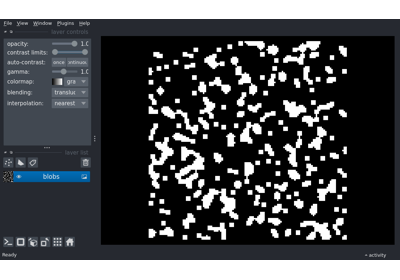 File View Window Plugins Help
layer controls
opacity: 1.0
contrast limits:
auto-contrast: once
gamma: 1.0
colormap: gra
blending: translu
interpolation: nearest
layer list
blobs
Ready activity